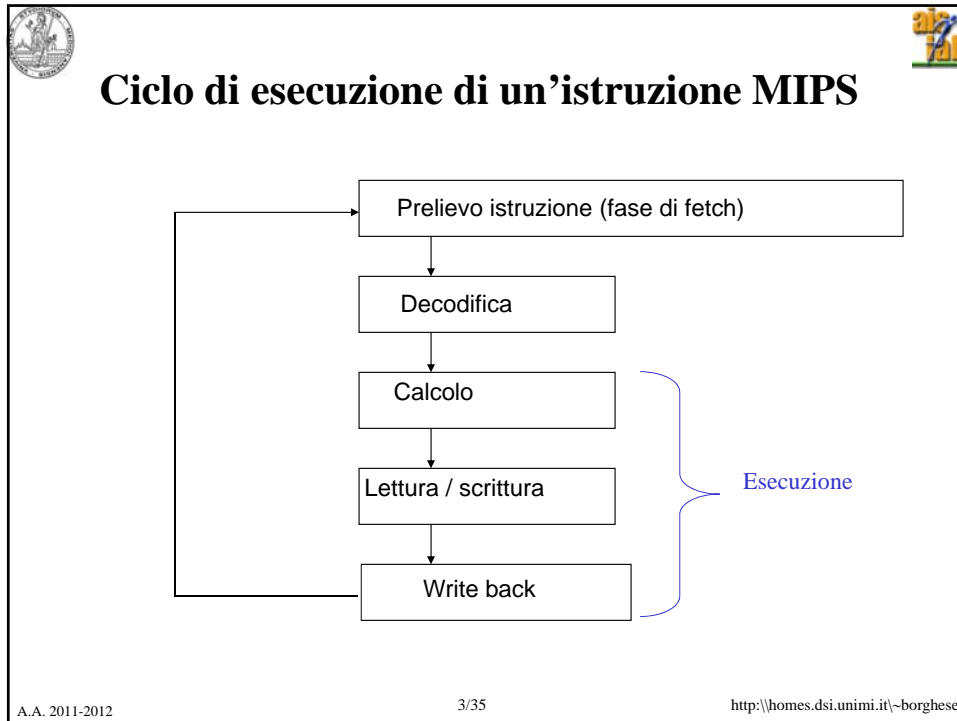 Ciclo di esecuzione di un’istruzione MIPS
Prelievo istruzione (fase di fetch)
Decodifica
Calcolo
Lettura / scrittura
Esecuzione
Write back
A.A. 2011-2012
3/35
http:\\homes.dsi.unimi.it\~borghese